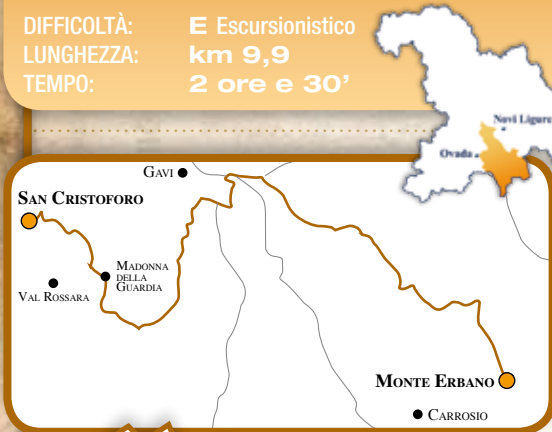 DIFFICOLTÀ: E Escursionistico
LUNGHEZZA: km 9,9
TEMPO: 2 ore e 30’
Novi Ligure
Ovada
GAVI
SAN CRISTOFORO
MADONNA
DELLA
GUARDIA
VAL ROSSARA
MONTE ERBANO
CARROSIO